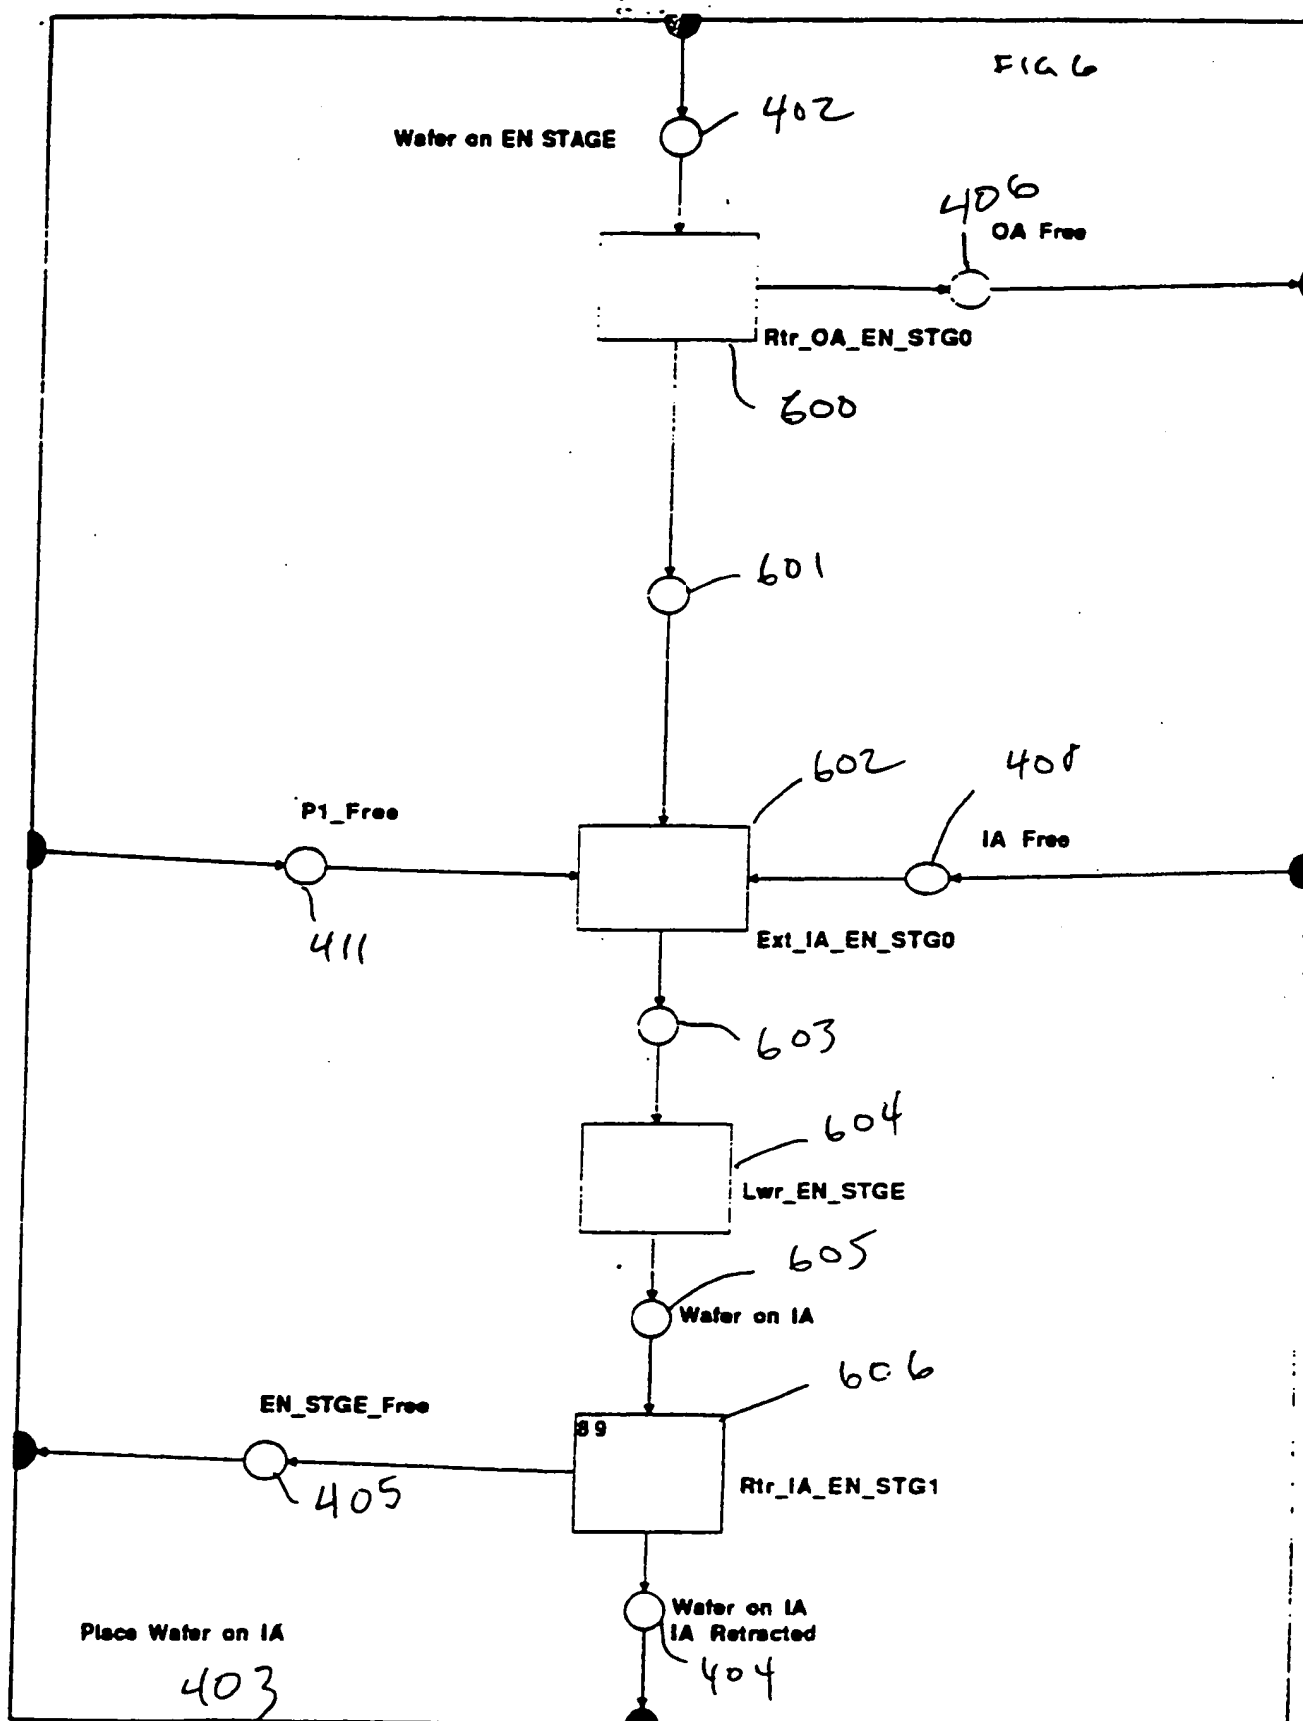 FIG 6
402
Wafer on EN STAGE
406
OA Free
Rtr_OA_EN_STG0
600
601
602
408
P1_Free
IA Free
411
Ext_IA_EN_STG0
603
604
Lwr_EN_STGE
605
Wafer on IA
606
EN_STGE_Free
89
405
Rtr_IA_EN_STG1
Wafer on IA
IA Retracted
Place Wafer on IA
404
403